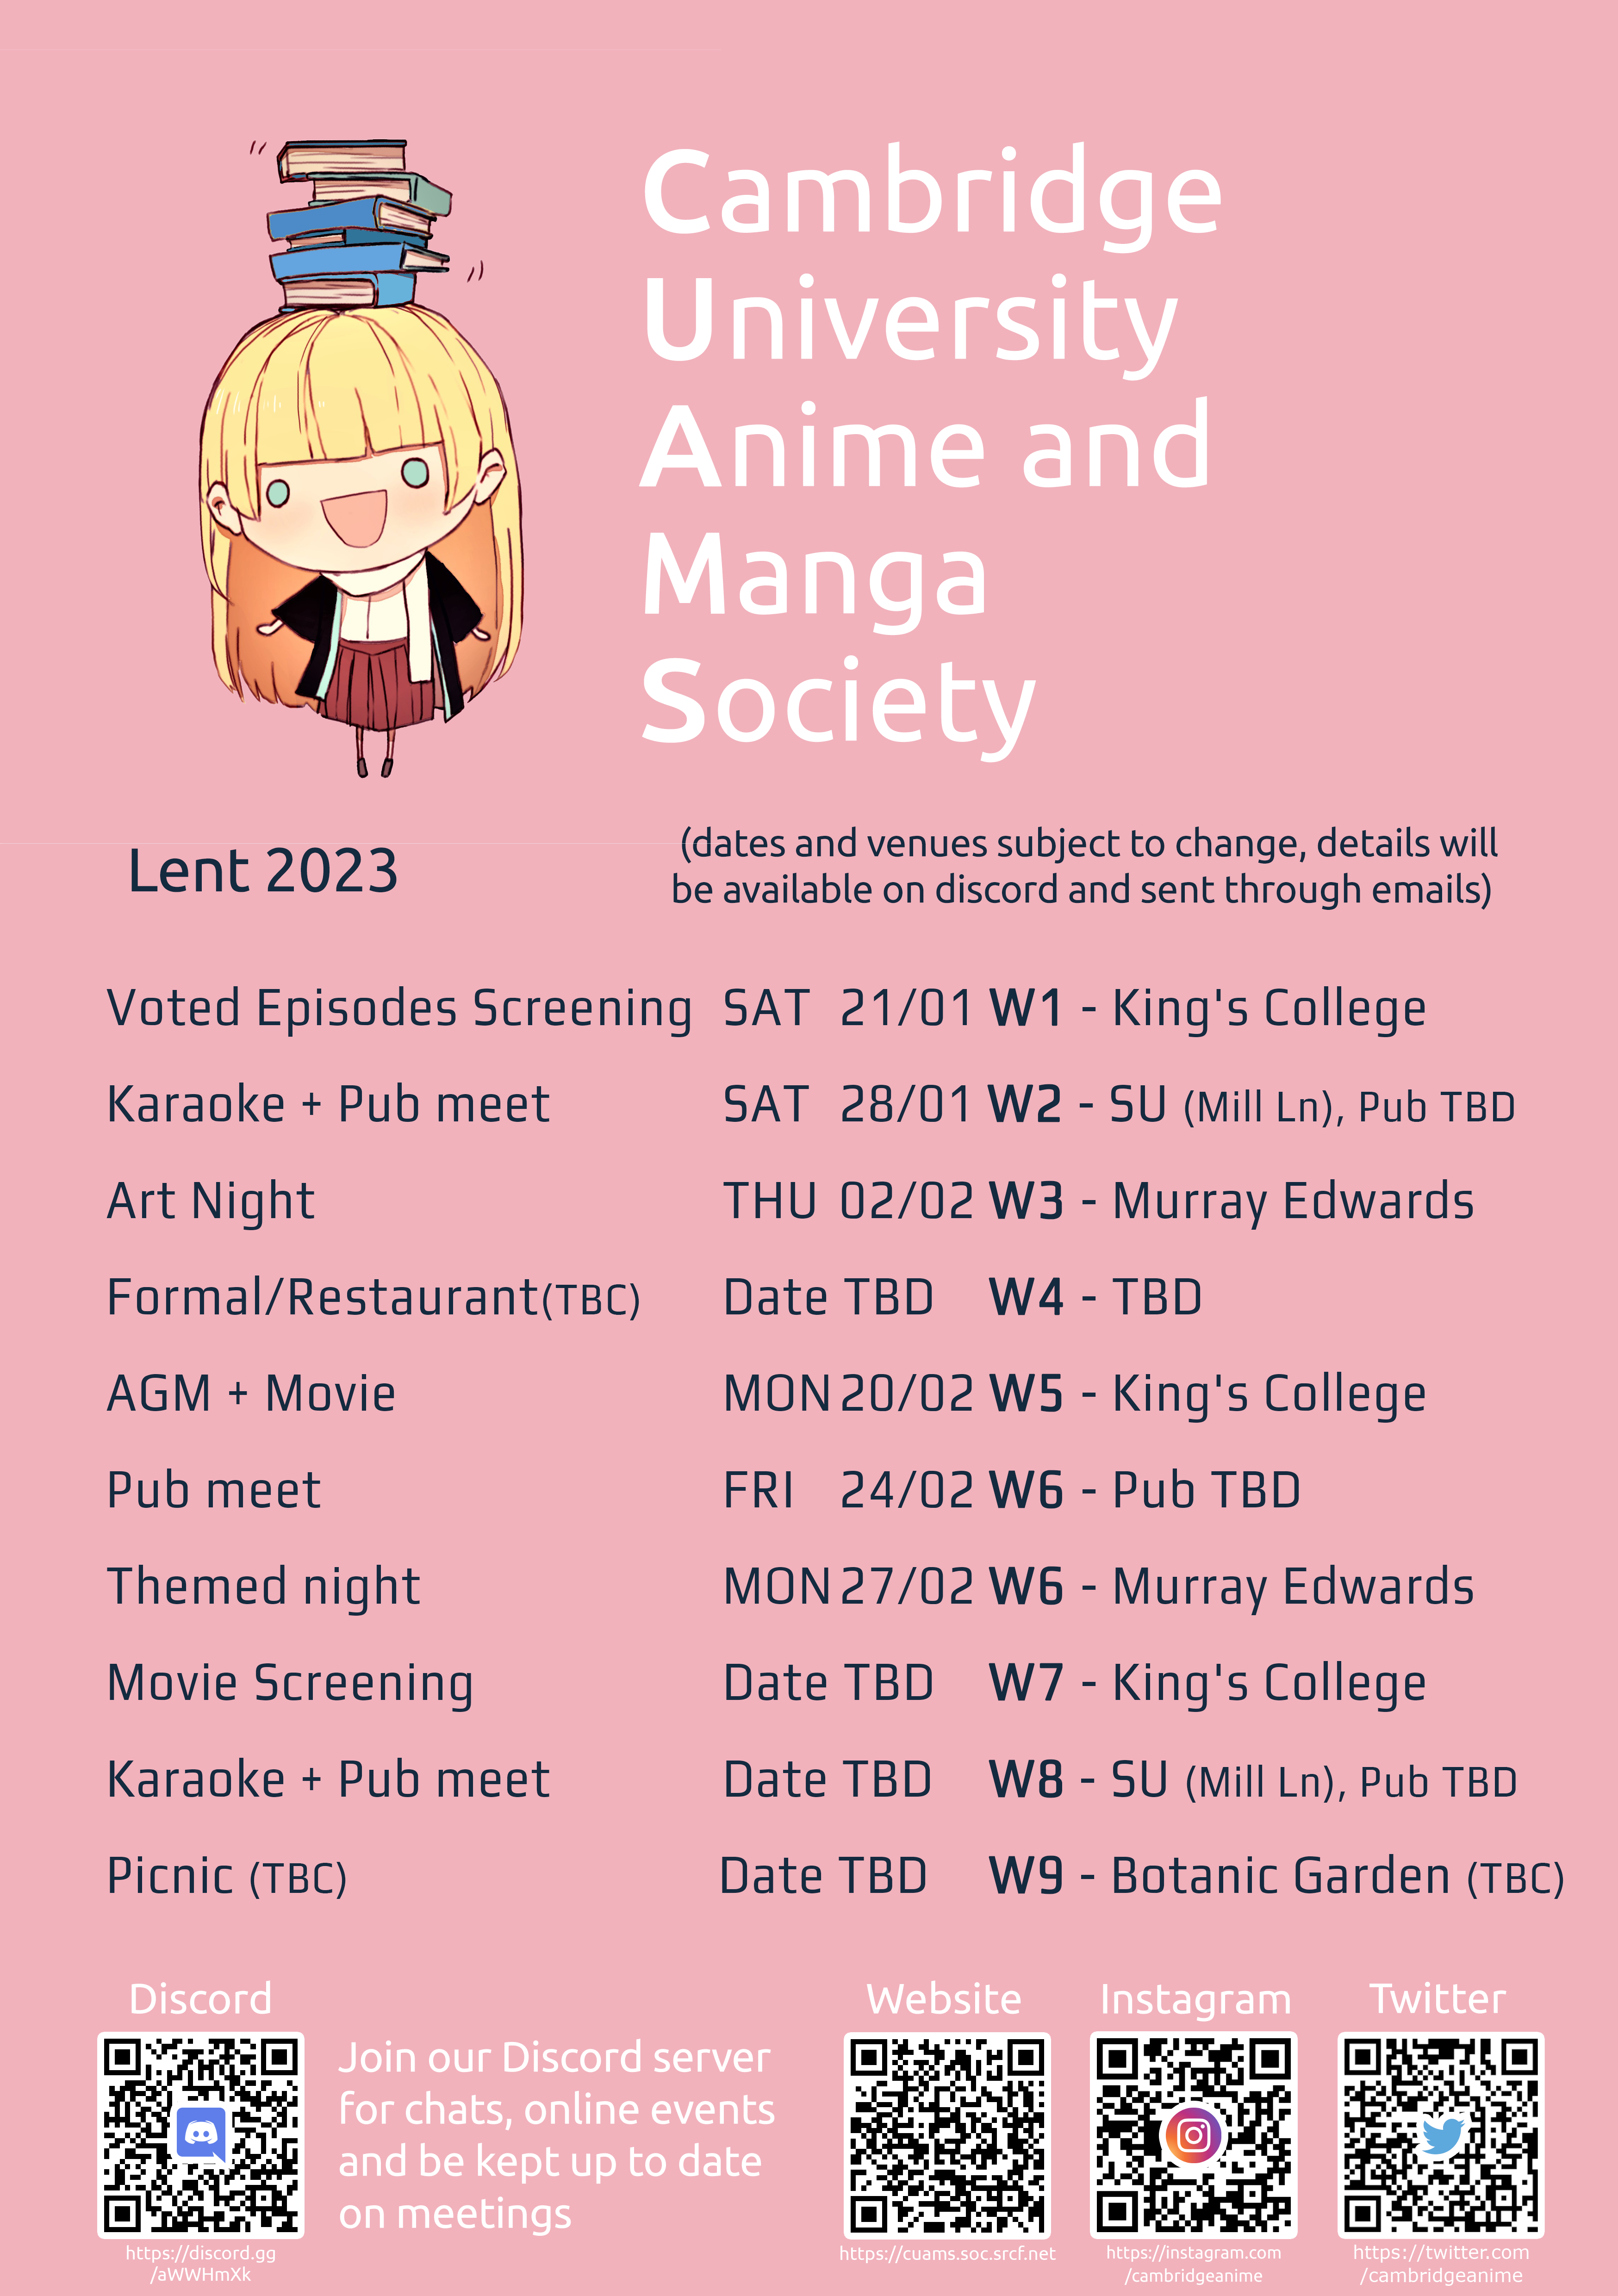 Cambridge
University
Anime and
Manga
Society
Lent 2023
(dates and venues subject to change, details will
be available on discord and sent through emails)
Voted Episodes Screening SAT 21/01 W1 - King's College
Karaoke + Pub meet SAT 28/01 W2 - SU (Mill Ln), Pub TBD
Art Night THU 02/02 W3 - Murray Edwards
Formal/Restaurant(TBC) Date TBD W4 - TBD
AGM + Movie MON 20/02 W5 - King's College
Pub meet FRI 24/02 W6 - Pub TBD
Themed night MON 27/02 W6 - Murray Edwards
Movie Screening Date TBD W7 - King's College
Karaoke + Pub meet Date TBD W8 - SU (Mill Ln), Pub TBD
Picnic (TBC) Date TBD W9 - Botanic Garden (TBC)
Discord
https://discord.gg
/aWWHmXk
Join our Discord server
for chats, online events
and be kept up to date
on meetings
Website
https://cuams.soc.srcf.net
Instagram
https://instagram.com
/cambridgeanime
Twitter
https://twitter.com
/cambridgeanime